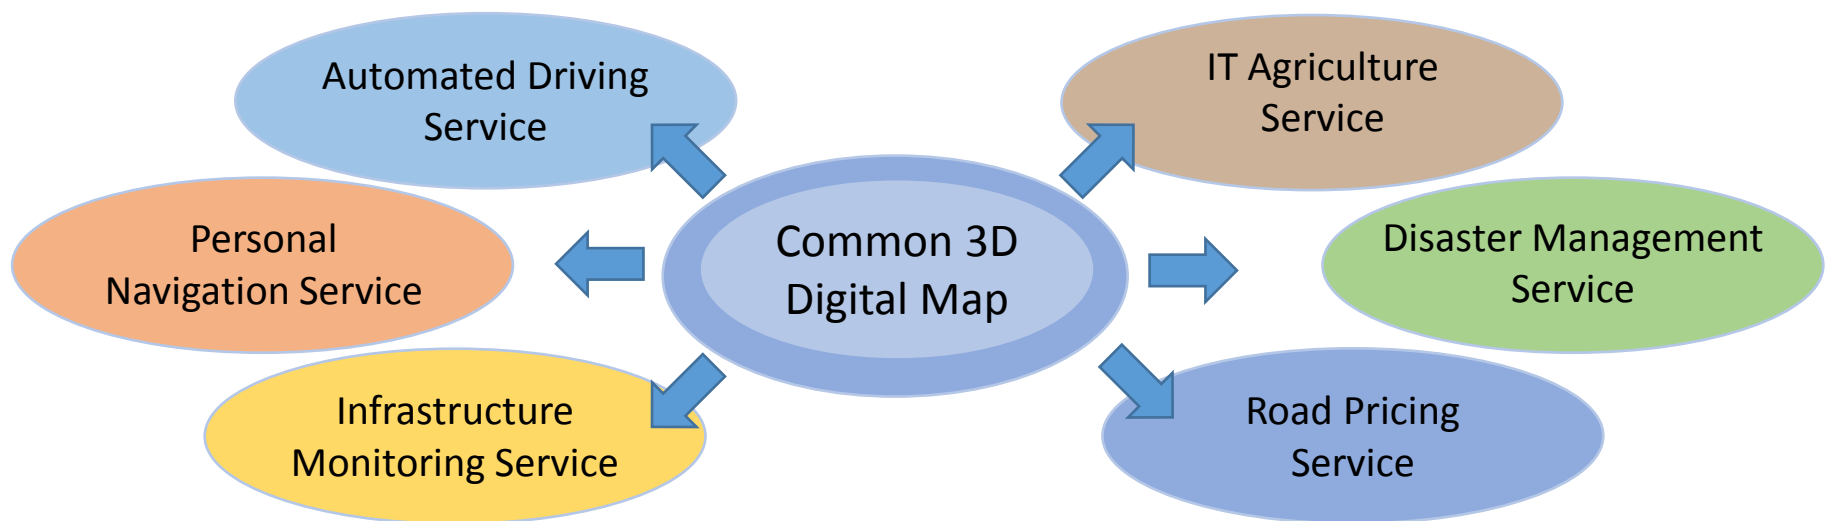 Automated Driving
Service
IT Agriculture
Service
Personal
Navigation Service
Common 3D
Digital Map
Disaster Management
Service
Infrastructure
Monitoring Service
Road Pricing
Service